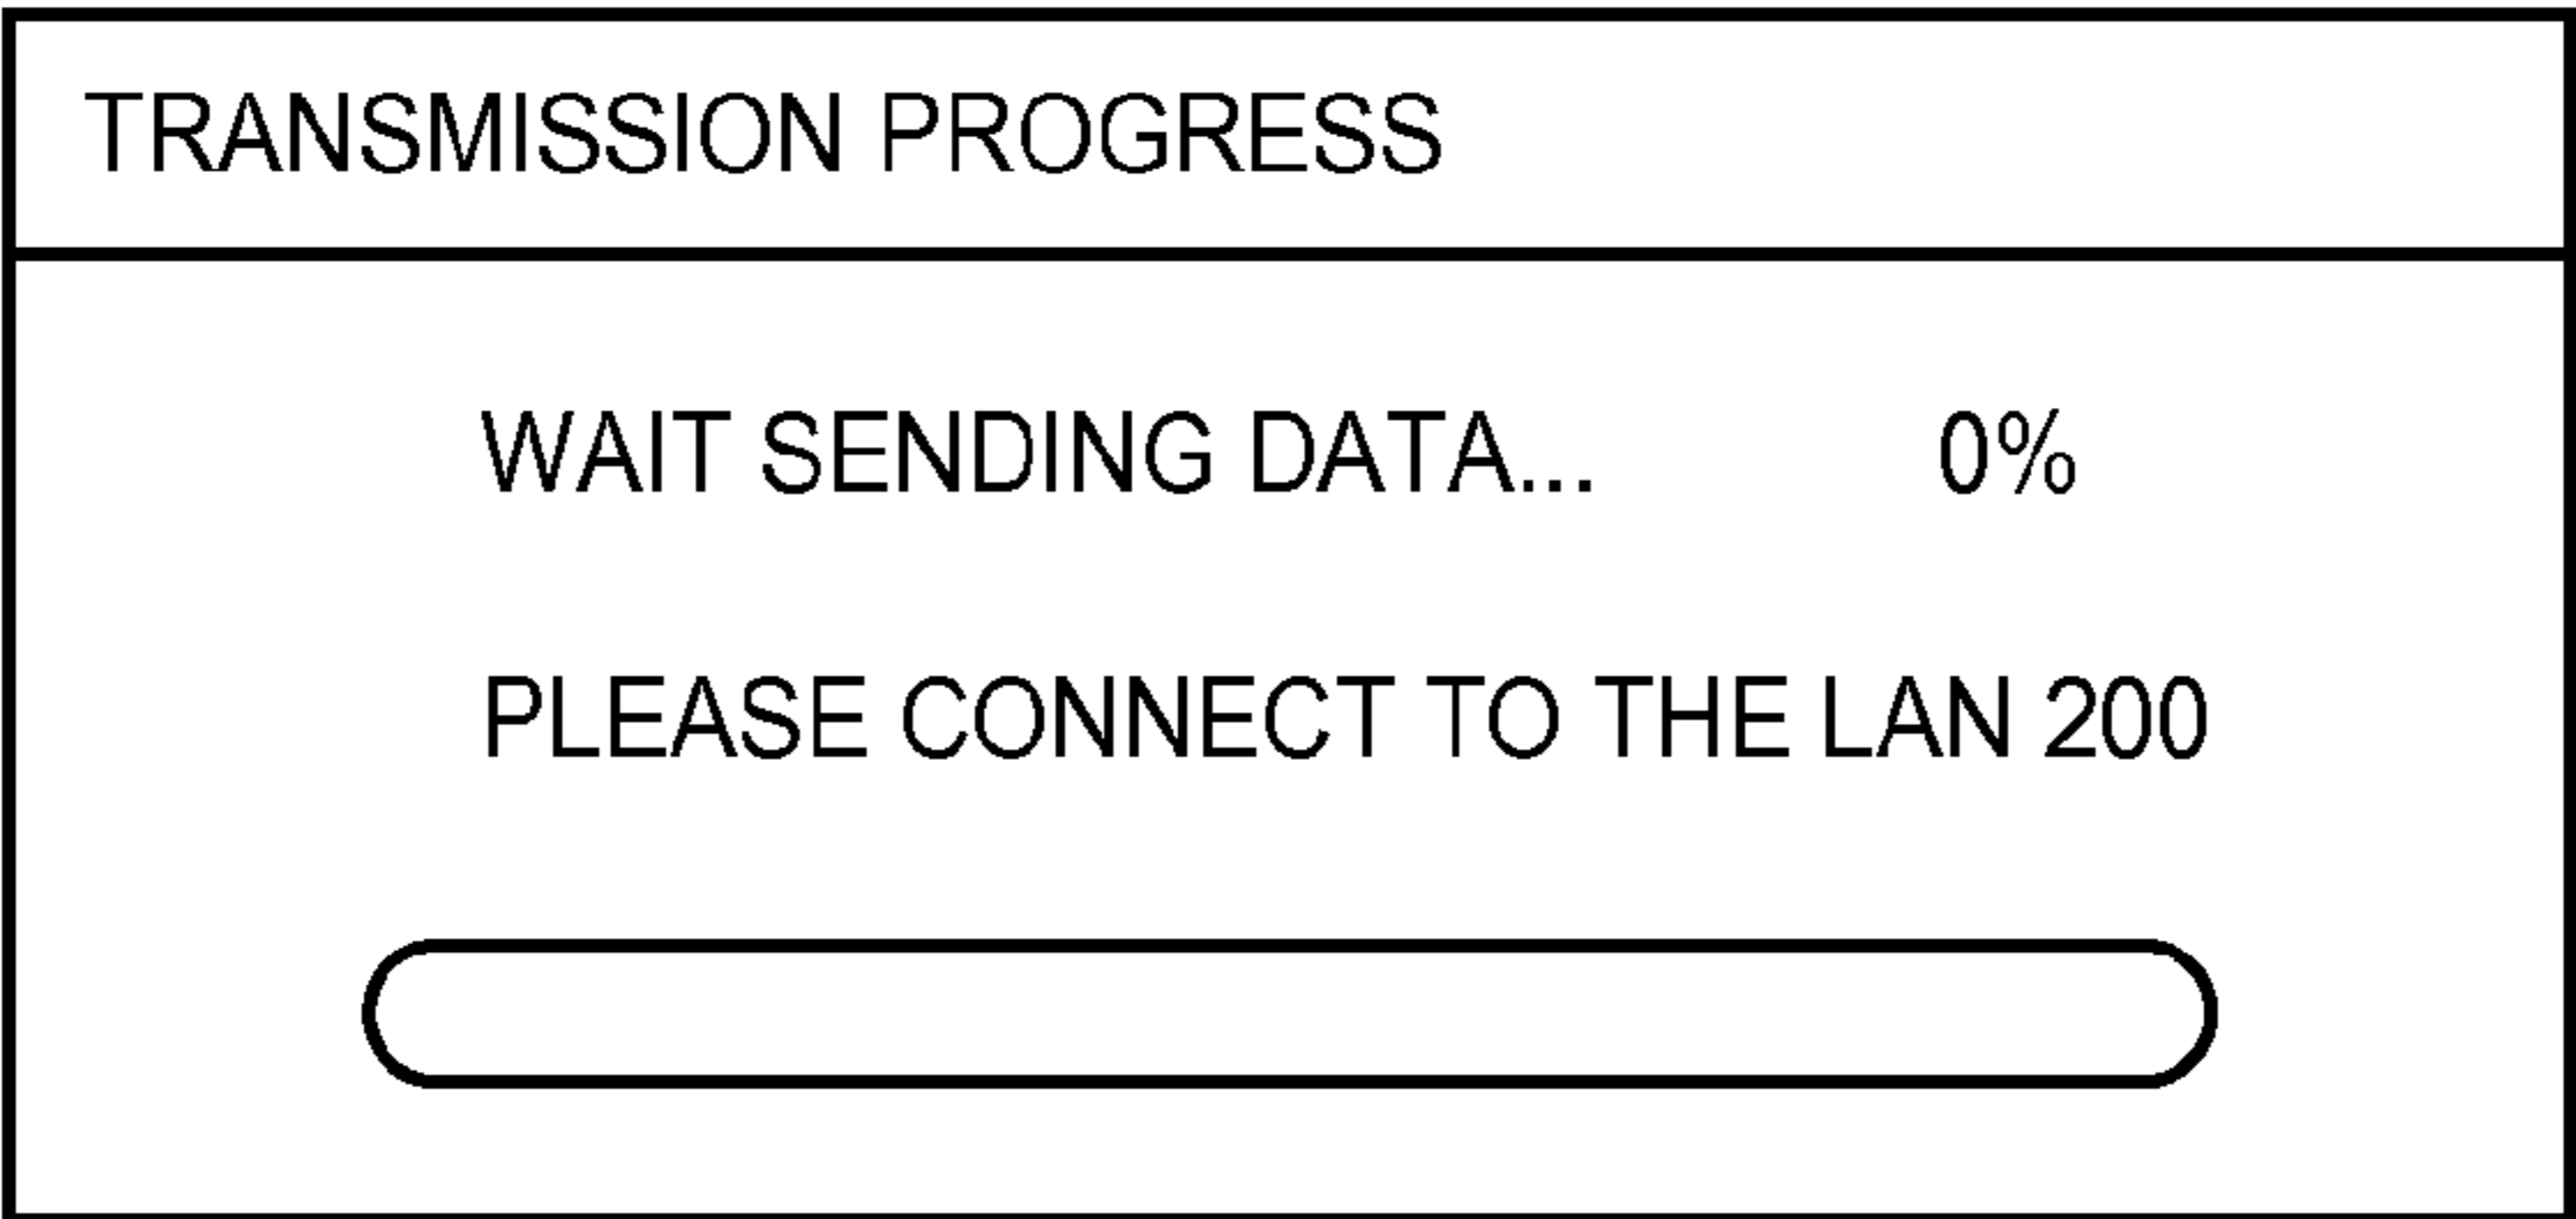 TRANSMISSION PROGRESS
WAIT SENDING DATA... 0%
PLEASE CONNECT TO THE LAN 200